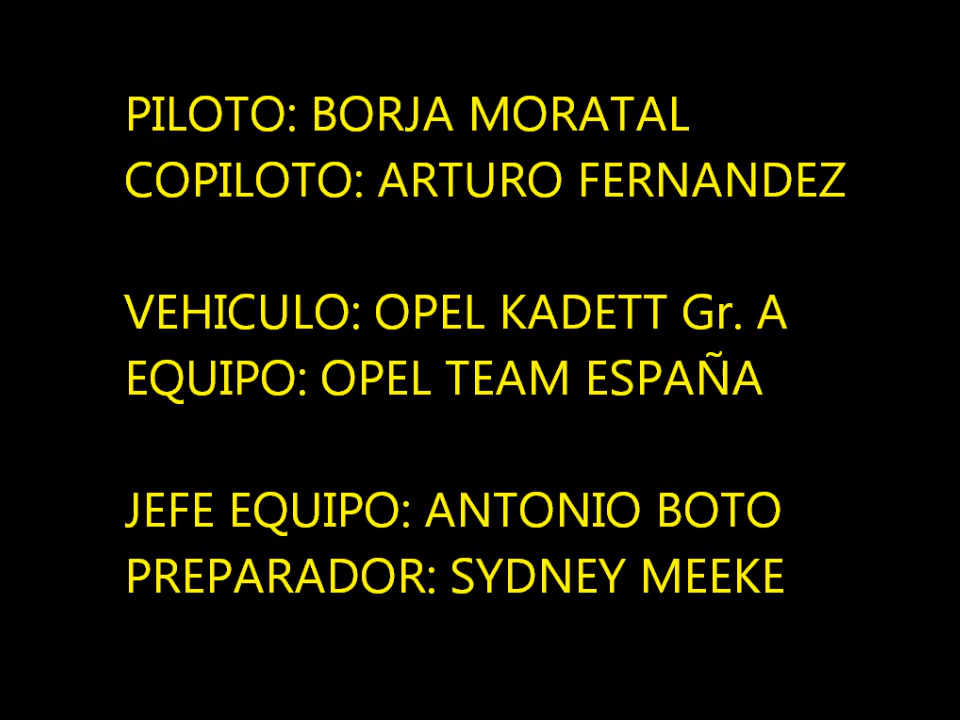 PILOTO: BORJA MORATAL
COPILOTO: ARTURO FERNANDEZ
VEHICULO: OPEL KADETT Gr. A
EQUIPO: OPEL TEAM ESPAÑA
JEFE EQUIPO: ANTONIO BOTO
PREPARADOR: SYDNEY MEEKE